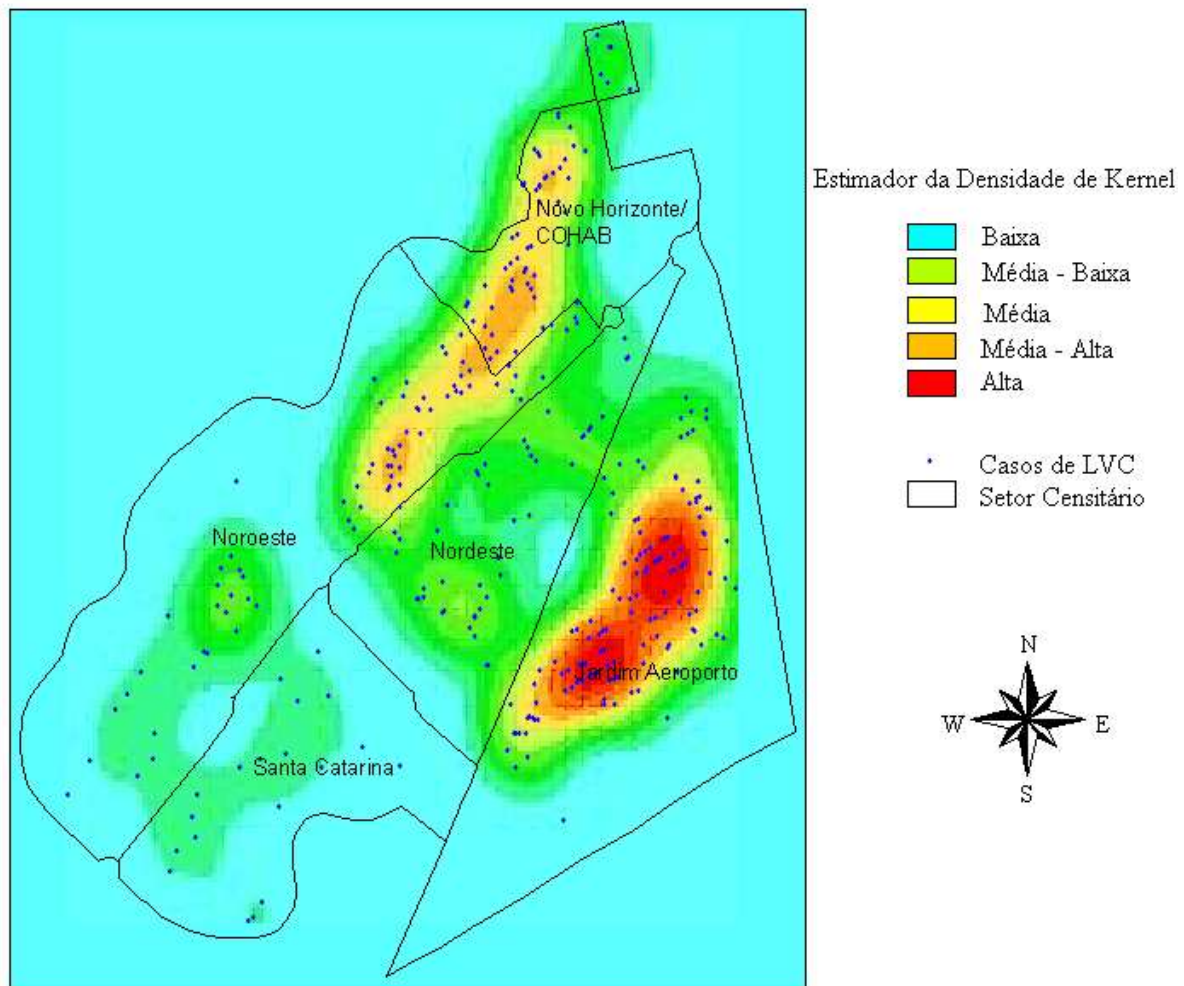 Novo Horizonte/
COHAB
Noroeste
Nordeste
Jardim Aeroporto
Santa Catarina
Estimador da Densidade de Kernel
Baixa
Média - Baixa
Média
Média - Alta
Alta
Casos de LVC
Setor Censitário
N
W
E
S